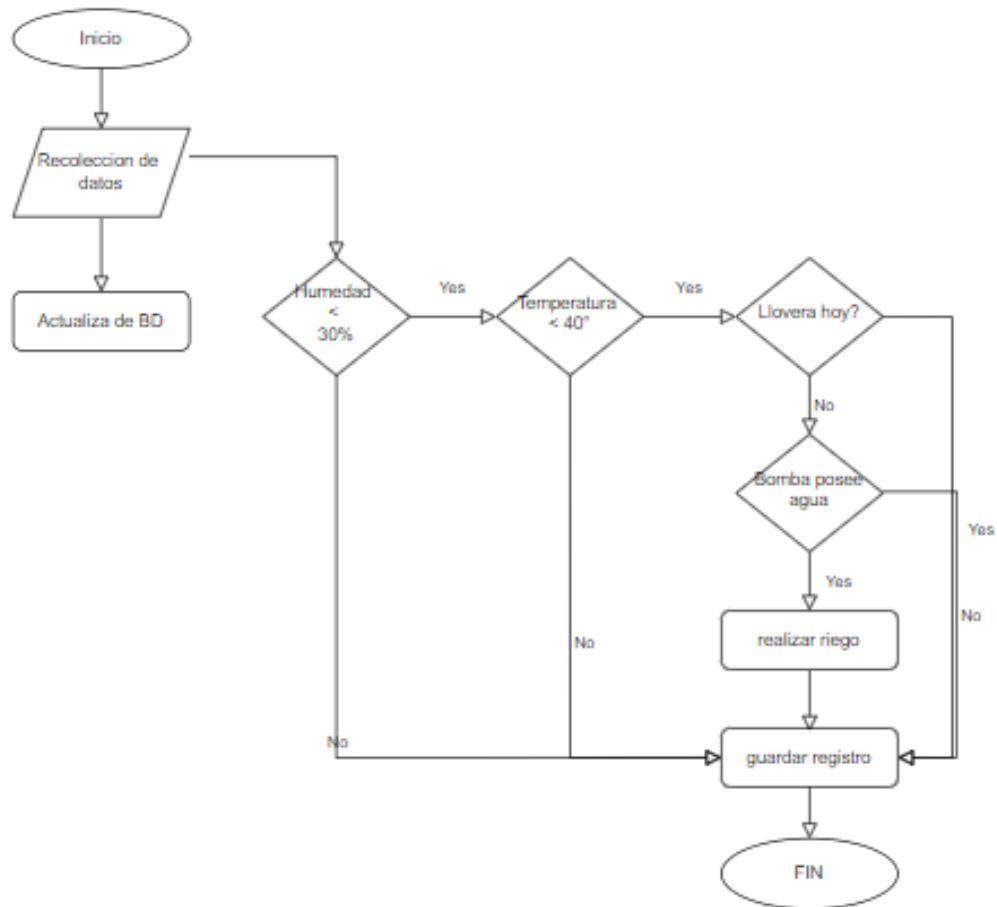 Inicio
Recoleccion de
datos
Actualiza de BD
Humedad
<
30%
Yes
Temperatura
< 40°
Yes
Llovera hoy?
No
Bomba posee
agua
Yes
Yes
No
realizar riego
No
No
guardar registro
FIN